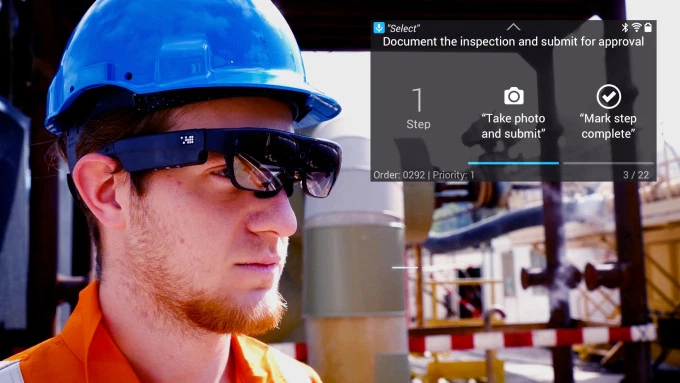 "Select"
Document the inspection and submit for approval
1
Step
“Take photo
and submit”
“Mark step
complete”
Order: 0292 | Priority: 1
3 / 22